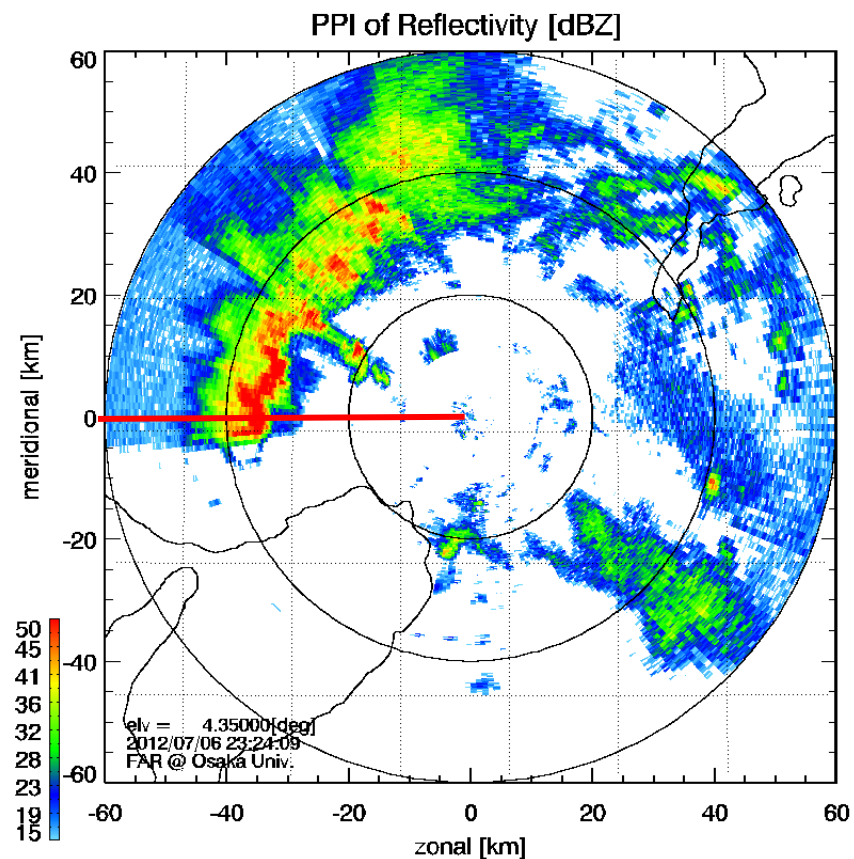 PPI of Reflectivity [dBZ]
60
40
20
0
-20
-40
-60
meridional [km]
50
45
41
36
32
28
23
19
15
elv = 4.35000[deg]
2012/07/06 23:24:09
FAR @ Osaka Univ.
-60 -40 -20 0 20 40 60
zonal [km]